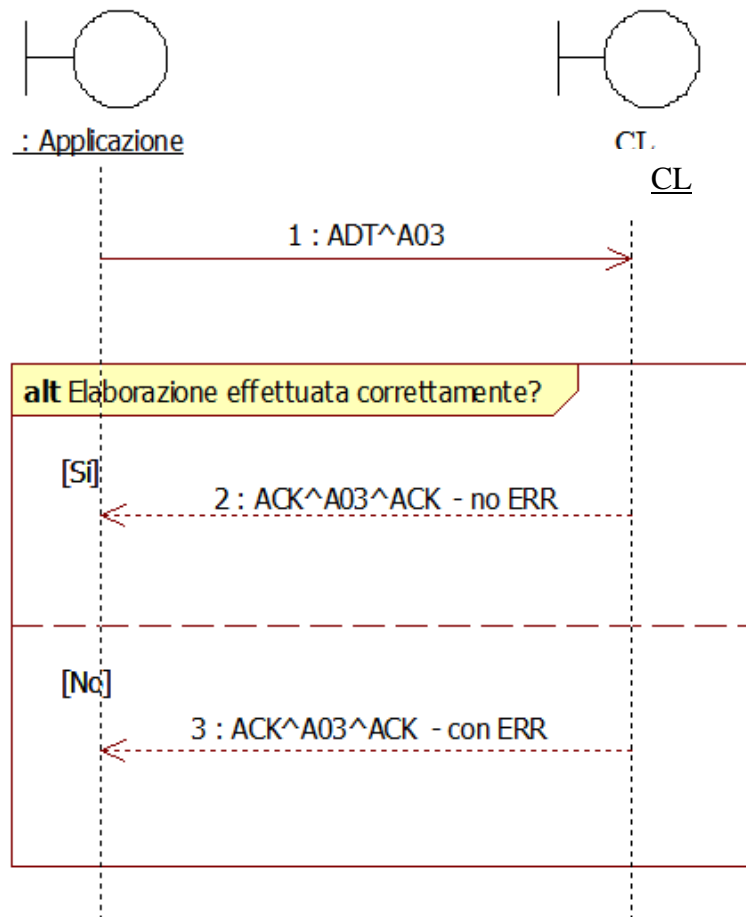 : Applicazione
CL
CL
1 : ADT^A03
alt Elaborazione effettuata correttamente?
[Sì]
2 : ACK^A03^ACK - no ERR
[No]
3 : ACK^A03^ACK - con ERR